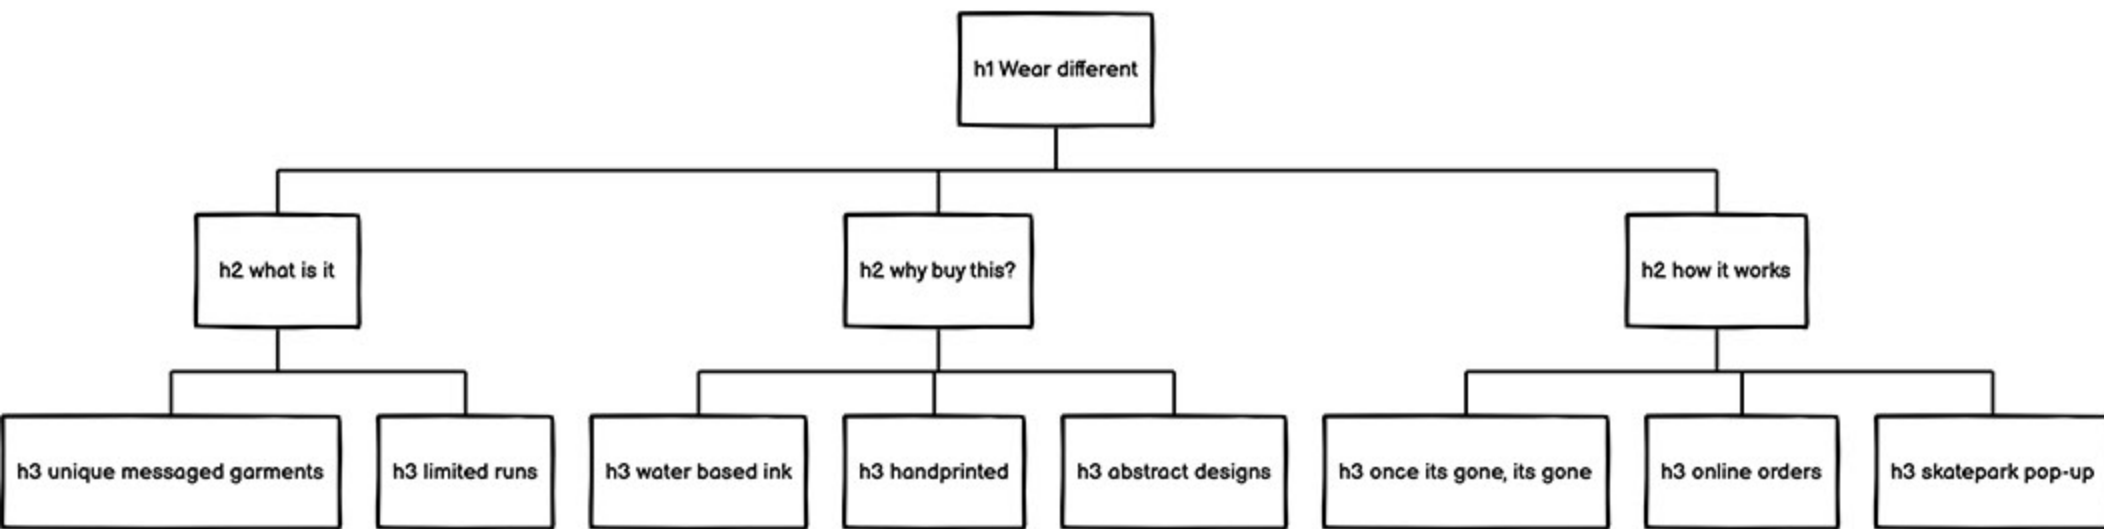 h1 Wear different
h2 what is it
h2 why buy this?
h2 how it works
h3 unique messaged garments
h3 limited runs
h3 water based ink
h3 handprinted
h3 abstract designs
h3 once its gone, its gone
h3 online orders
h3 skatepark pop-up